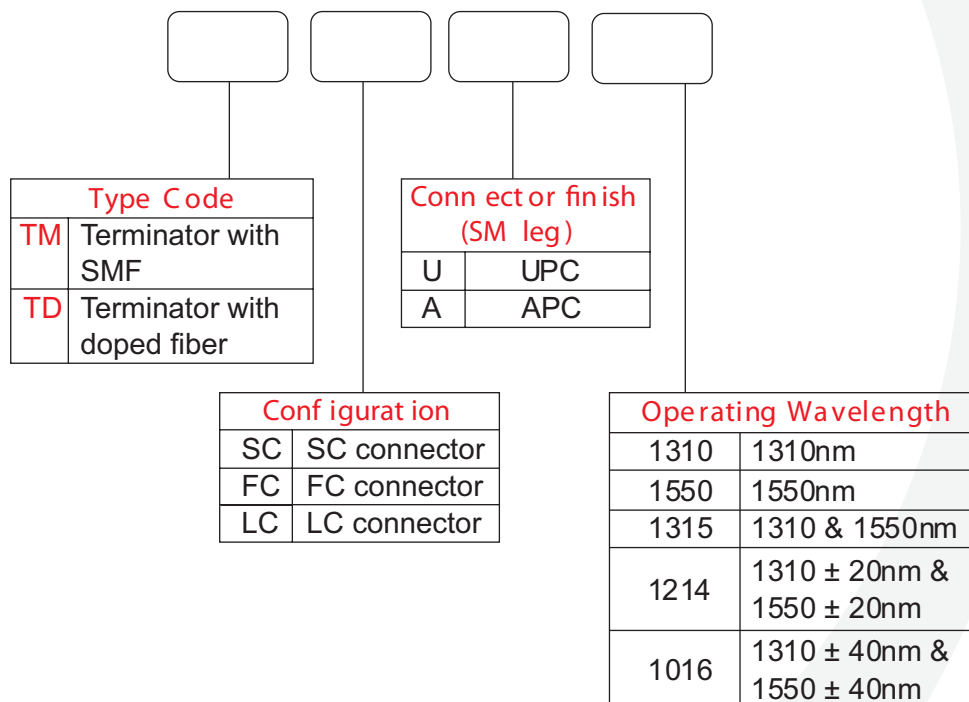 Type Code
TM Terminator with
SMF
TD Terminator with
doped fiber
Connector finish
(SM leg)
U UPC
A APC
Configuration
SC SC connector
FC FC connector
LC LC connector
Operating Wavelength
1310 1310nm
1550 1550nm
1315 1310 & 1550nm
1214 1310 ± 20nm &
1550 ± 20nm
1016 1310 ± 40nm &
1550 ± 40nm